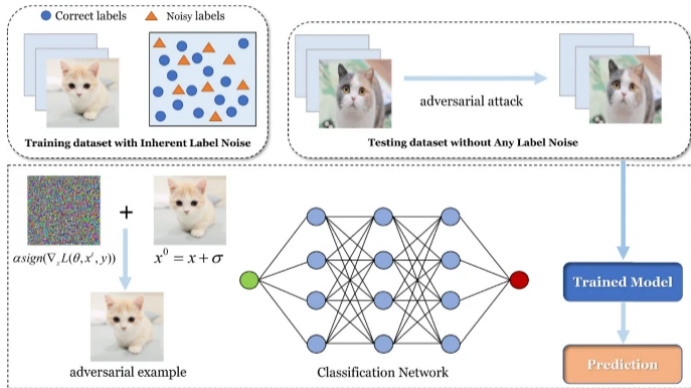 Correct labels
Noisy labels
Training dataset with Inherent Label Noise
adversarial attack
Testing dataset without Any Label Noise
+
αsign(∇ₓL(θ,xᵗ,y))
x⁰ = x + σ
adversarial example
Classification Network
Trained Model
Prediction